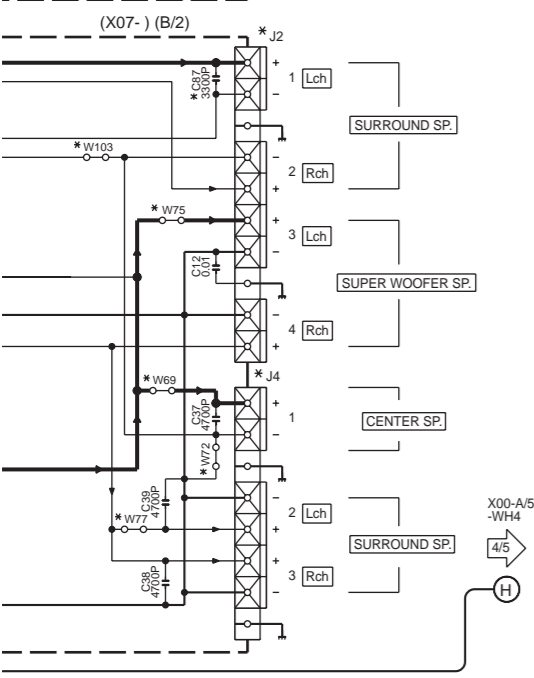 (X07- ) (B/2)
* J2
+
* C87
3300P
1 Lch
−
SURROUND SP.
* W103
−
2 Rch
+
* W75
+
3 Lch
−
C12
0.01
SUPER WOOFER SP.
−
4 Rch
+
* J4
* W69
+
C37
4700P
1
CENTER SP.
−
* W72
−
C39
4700P
2 Lch
* W77
+
SURROUND SP.
X00-A/5
-WH4
4/5
+
C38
4700P
3 Rch
−
H